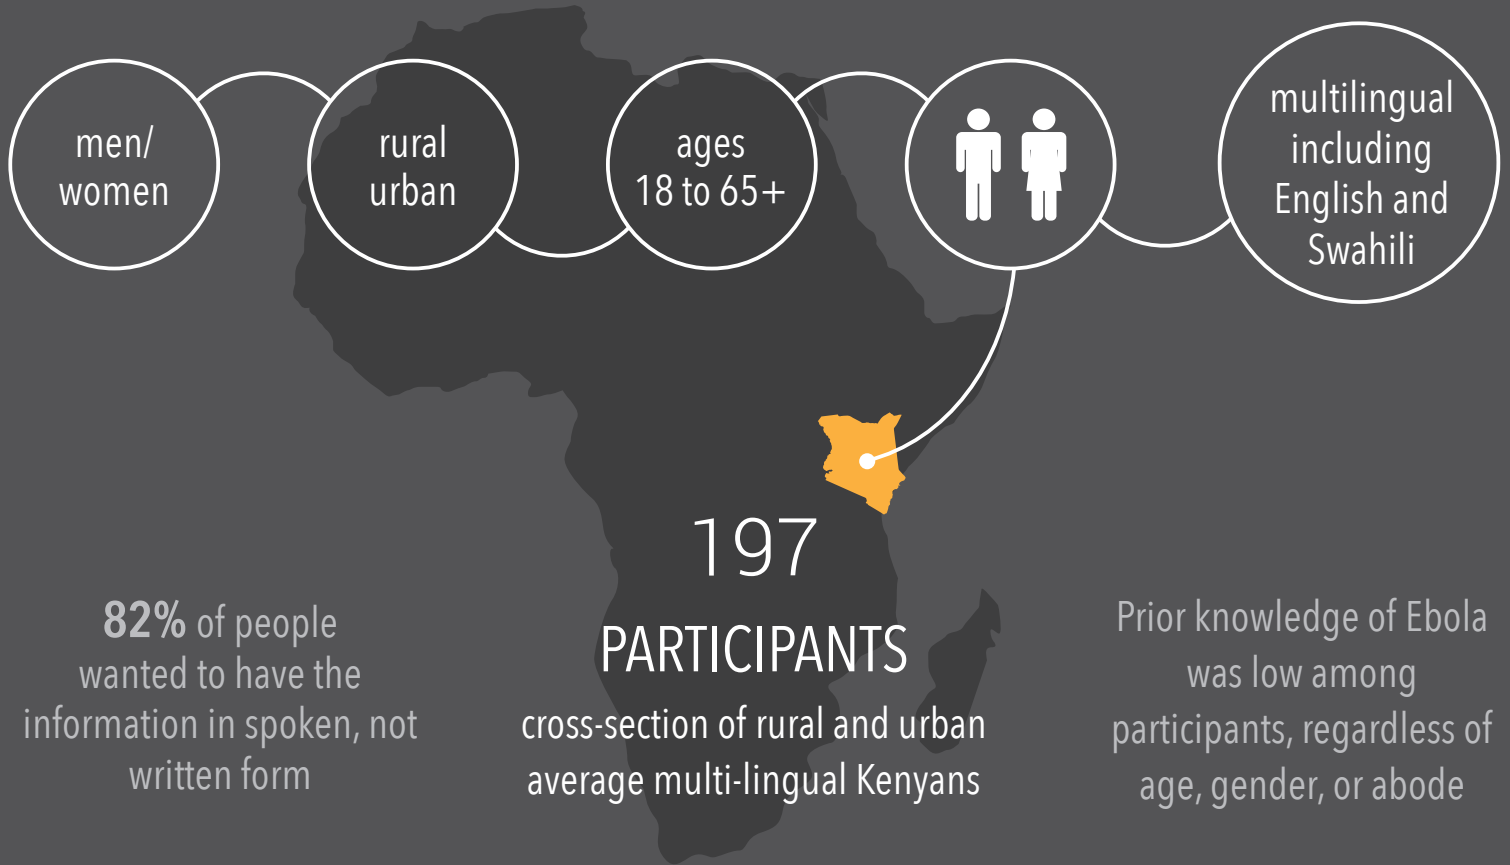 men/
women
rural
urban
ages
18 to 65+
multilingual
including
English and
Swahili
197
PARTICIPANTS
cross-section of rural and urban
average multi-lingual Kenyans
82% of people
wanted to have the
information in spoken, not
written form
Prior knowledge of Ebola
was low among
participants, regardless of
age, gender, or abode